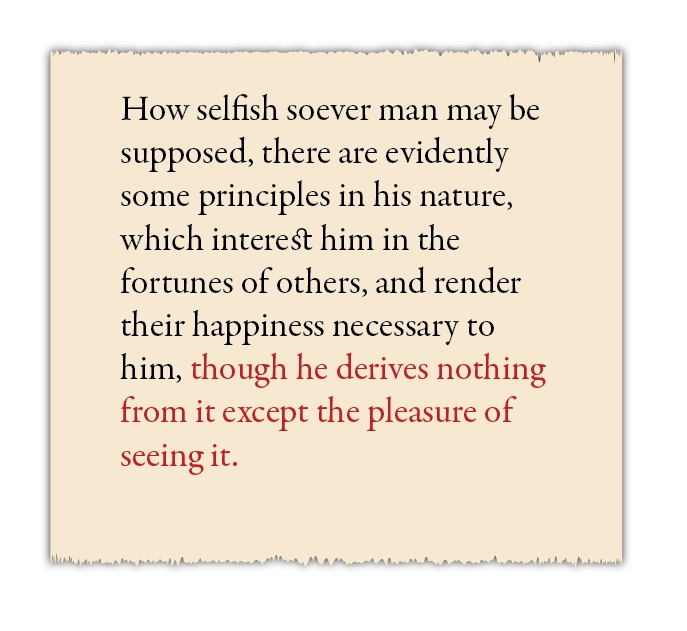 How selfish soever man may be
supposed, there are evidently
some principles in his nature,
which interest him in the
fortunes of others, and render
their happiness necessary to
him, though he derives nothing
from it except the pleasure of
seeing it.